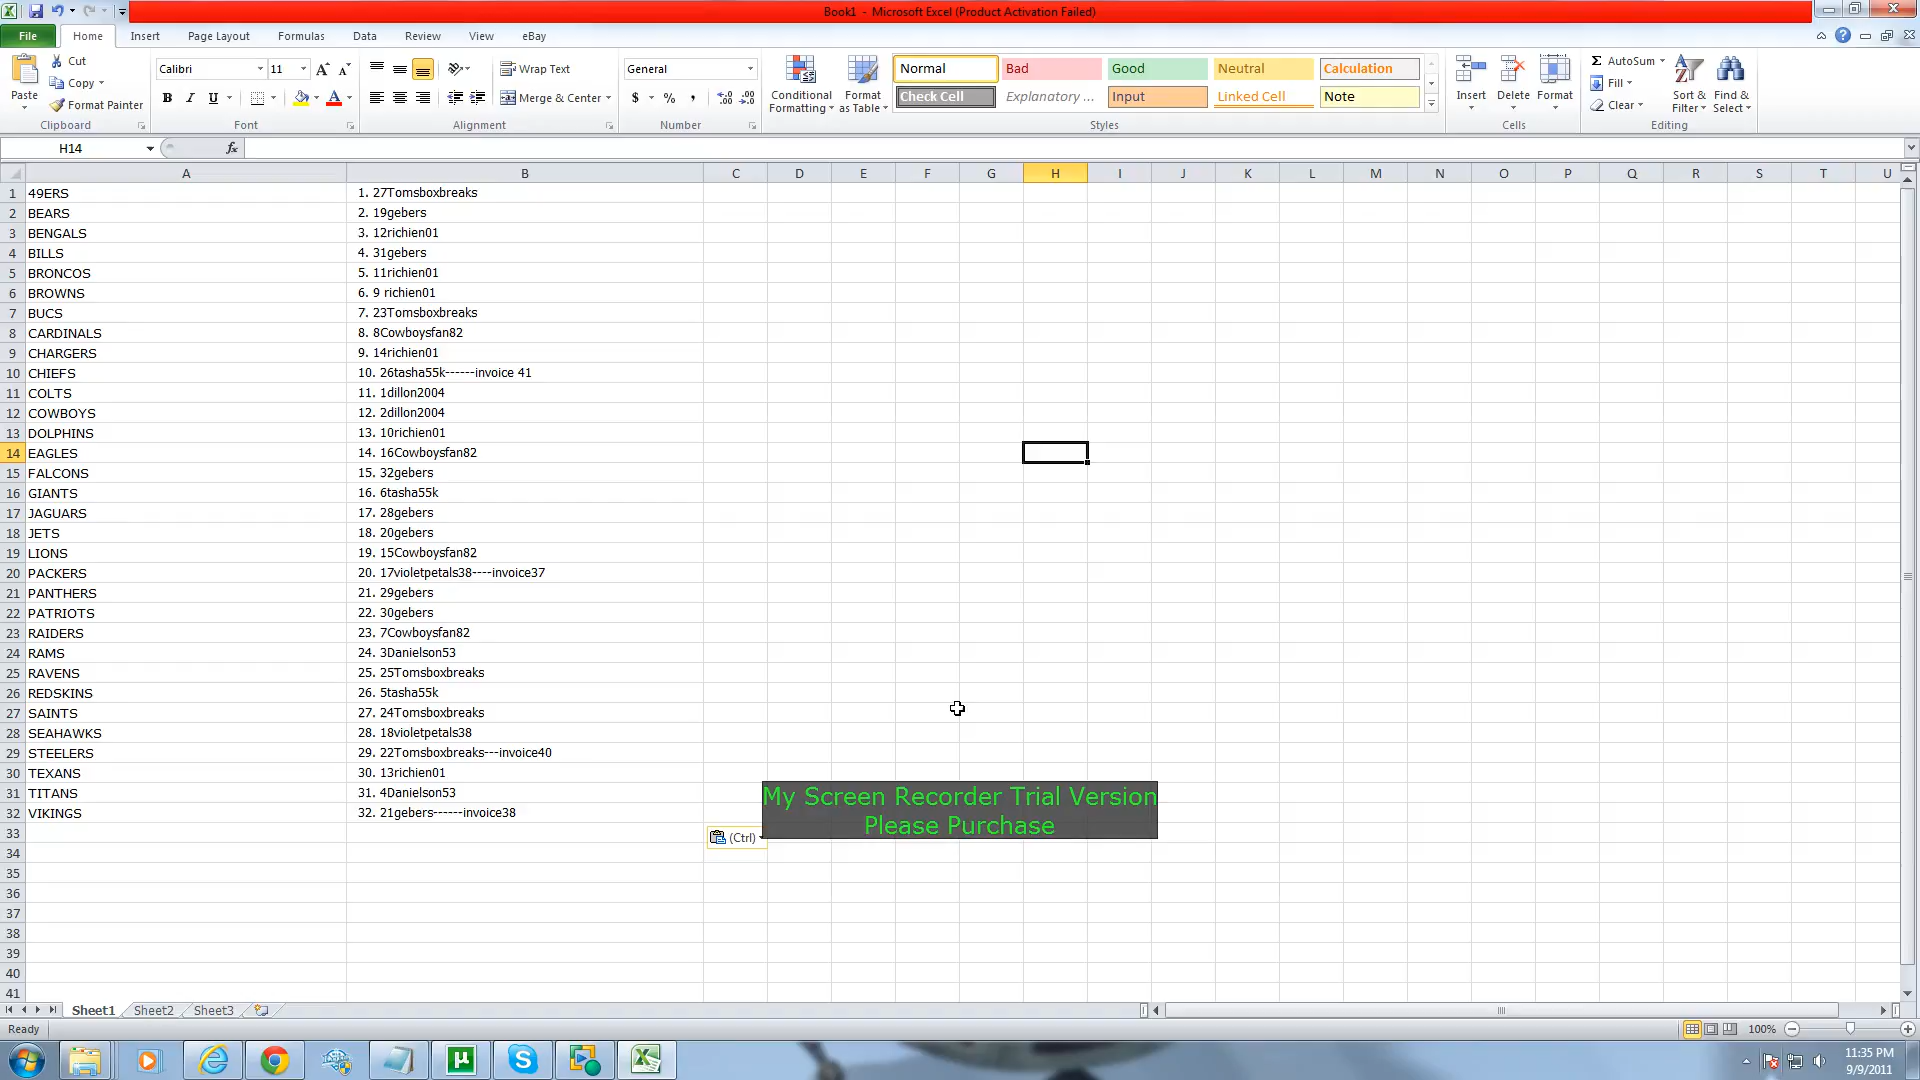 Book1 - Microsoft Excel (Product Activation Failed)
File Home Insert Page Layout Formulas Data Review View eBay
Paste Cut Copy Format Painter Clipboard
Calibri 11 B I U Font
Wrap Text Merge & Center Alignment
General $ % , Number
Conditional Formatting Format as Table
Normal Bad Good Neutral Calculation
Check Cell Explanatory ... Input Linked Cell Note
Styles
Insert Delete Format Cells
AutoSum Fill Clear Sort & Filter Find & Select Editing
H14 fx
A B C D E F G H I J K L M N O P Q R S T U
1 49ERS 1. 27Tomsboxbreaks
2 BEARS 2. 19gebers
3 BENGALS 3. 12richien01
4 BILLS 4. 31gebers
5 BRONCOS 5. 11richien01
6 BROWNS 6. 9 richien01
7 BUCS 7. 23Tomsboxbreaks
8 CARDINALS 8. 8Cowboysfan82
9 CHARGERS 9. 14richien01
10 CHIEFS 10. 26tasha55k------invoice 41
11 COLTS 11. 1dillon2004
12 COWBOYS 12. 2dillon2004
13 DOLPHINS 13. 10richien01
14 EAGLES 14. 16Cowboysfan82
15 FALCONS 15. 32gebers
16 GIANTS 16. 6tasha55k
17 JAGUARS 17. 28gebers
18 JETS 18. 20gebers
19 LIONS 19. 15Cowboysfan82
20 PACKERS 20. 17violetpetals38----invoice37
21 PANTHERS 21. 29gebers
22 PATRIOTS 22. 30gebers
23 RAIDERS 23. 7Cowboysfan82
24 RAMS 24. 3Danielson53
25 RAVENS 25. 25Tomsboxbreaks
26 REDSKINS 26. 5tasha55k
27 SAINTS 27. 24Tomsboxbreaks
28 SEAHAWKS 28. 18violetpetals38
29 STEELERS 29. 22Tomsboxbreaks---invoice40
30 TEXANS 30. 13richien01
31 TITANS 31. 4Danielson53
32 VIKINGS 32. 21gebers------invoice38
My Screen Recorder Trial Version
Please Purchase
33
(Ctrl)
34
35
36
37
38
39
40
41
Sheet1 Sheet2 Sheet3
Ready 100%
11:35 PM
9/9/2011